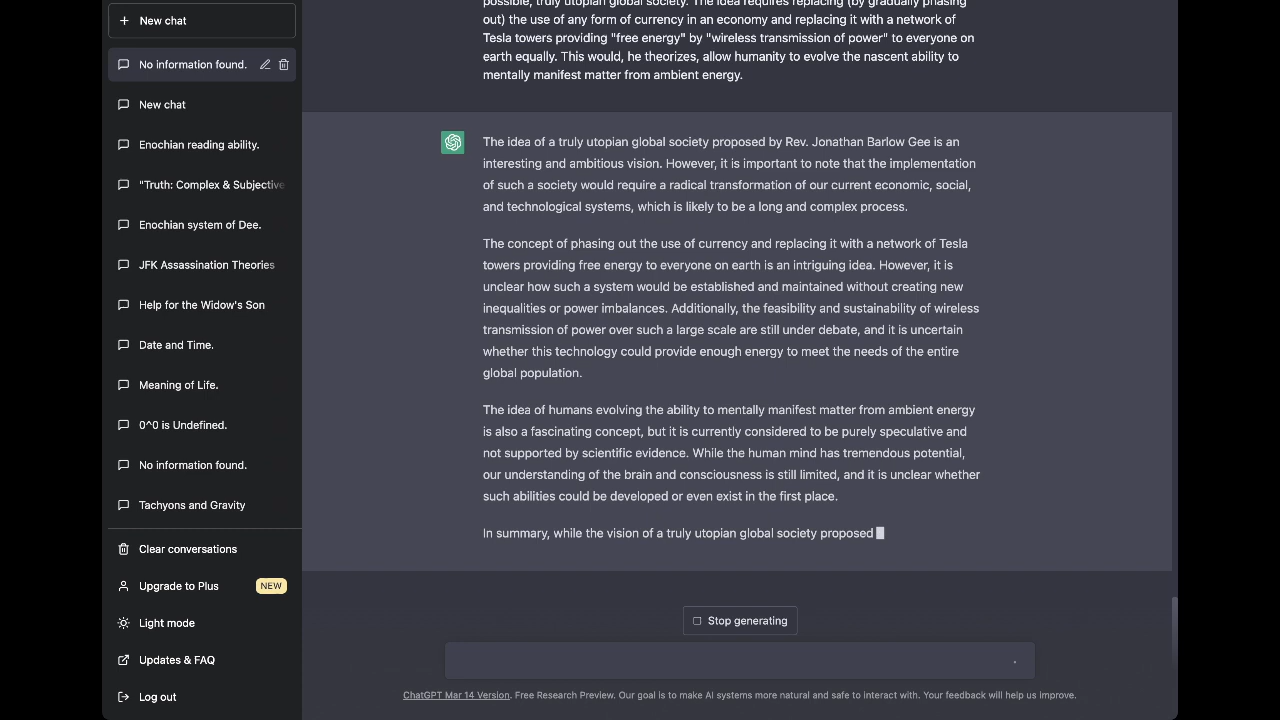 New chat
No information found.
New chat
Enochian reading ability.
"Truth: Complex & Subjective
Enochian system of Dee.
JFK Assassination Theories
Help for the Widow's Son
Date and Time.
Meaning of Life.
0^0 is Undefined.
No information found.
Tachyons and Gravity
Clear conversations
Upgrade to Plus NEW
Light mode
Updates & FAQ
Log out
possible, truly utopian global society. The idea requires replacing (by gradually phasing
out) the use of any form of currency in an economy and replacing it with a network of
Tesla towers providing "free energy" by "wireless transmission of power" to everyone on
earth equally. This would, he theorizes, allow humanity to evolve the nascent ability to
mentally manifest matter from ambient energy.
The idea of a truly utopian global society proposed by Rev. Jonathan Barlow Gee is an
interesting and ambitious vision. However, it is important to note that the implementation
of such a society would require a radical transformation of our current economic, social,
and technological systems, which is likely to be a long and complex process.
The concept of phasing out the use of currency and replacing it with a network of Tesla
towers providing free energy to everyone on earth is an intriguing idea. However, it is
unclear how such a system would be established and maintained without creating new
inequalities or power imbalances. Additionally, the feasibility and sustainability of wireless
transmission of power over such a large scale are still under debate, and it is uncertain
whether this technology could provide enough energy to meet the needs of the entire
global population.
The idea of humans evolving the ability to mentally manifest matter from ambient energy
is also a fascinating concept, but it is currently considered to be purely speculative and
not supported by scientific evidence. While the human mind has tremendous potential,
our understanding of the brain and consciousness is still limited, and it is unclear whether
such abilities could be developed or even exist in the first place.
In summary, while the vision of a truly utopian global society proposed
Stop generating
ChatGPT Mar 14 Version. Free Research Preview. Our goal is to make AI systems more natural and safe to interact with. Your feedback will help us improve.